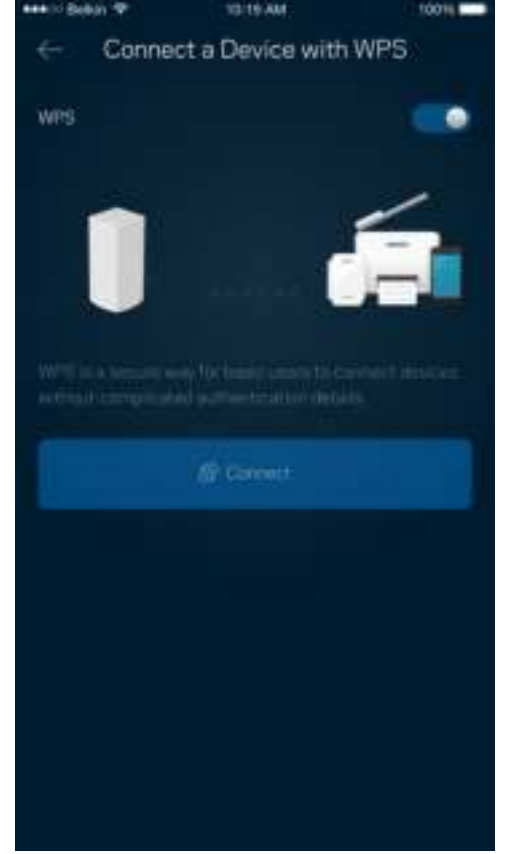 Belkin 10:19 AM 100%
← Connect a Device with WPS
WPS
WPS is a secure way for basic users to connect devices
without complicated authentication details.
Connect